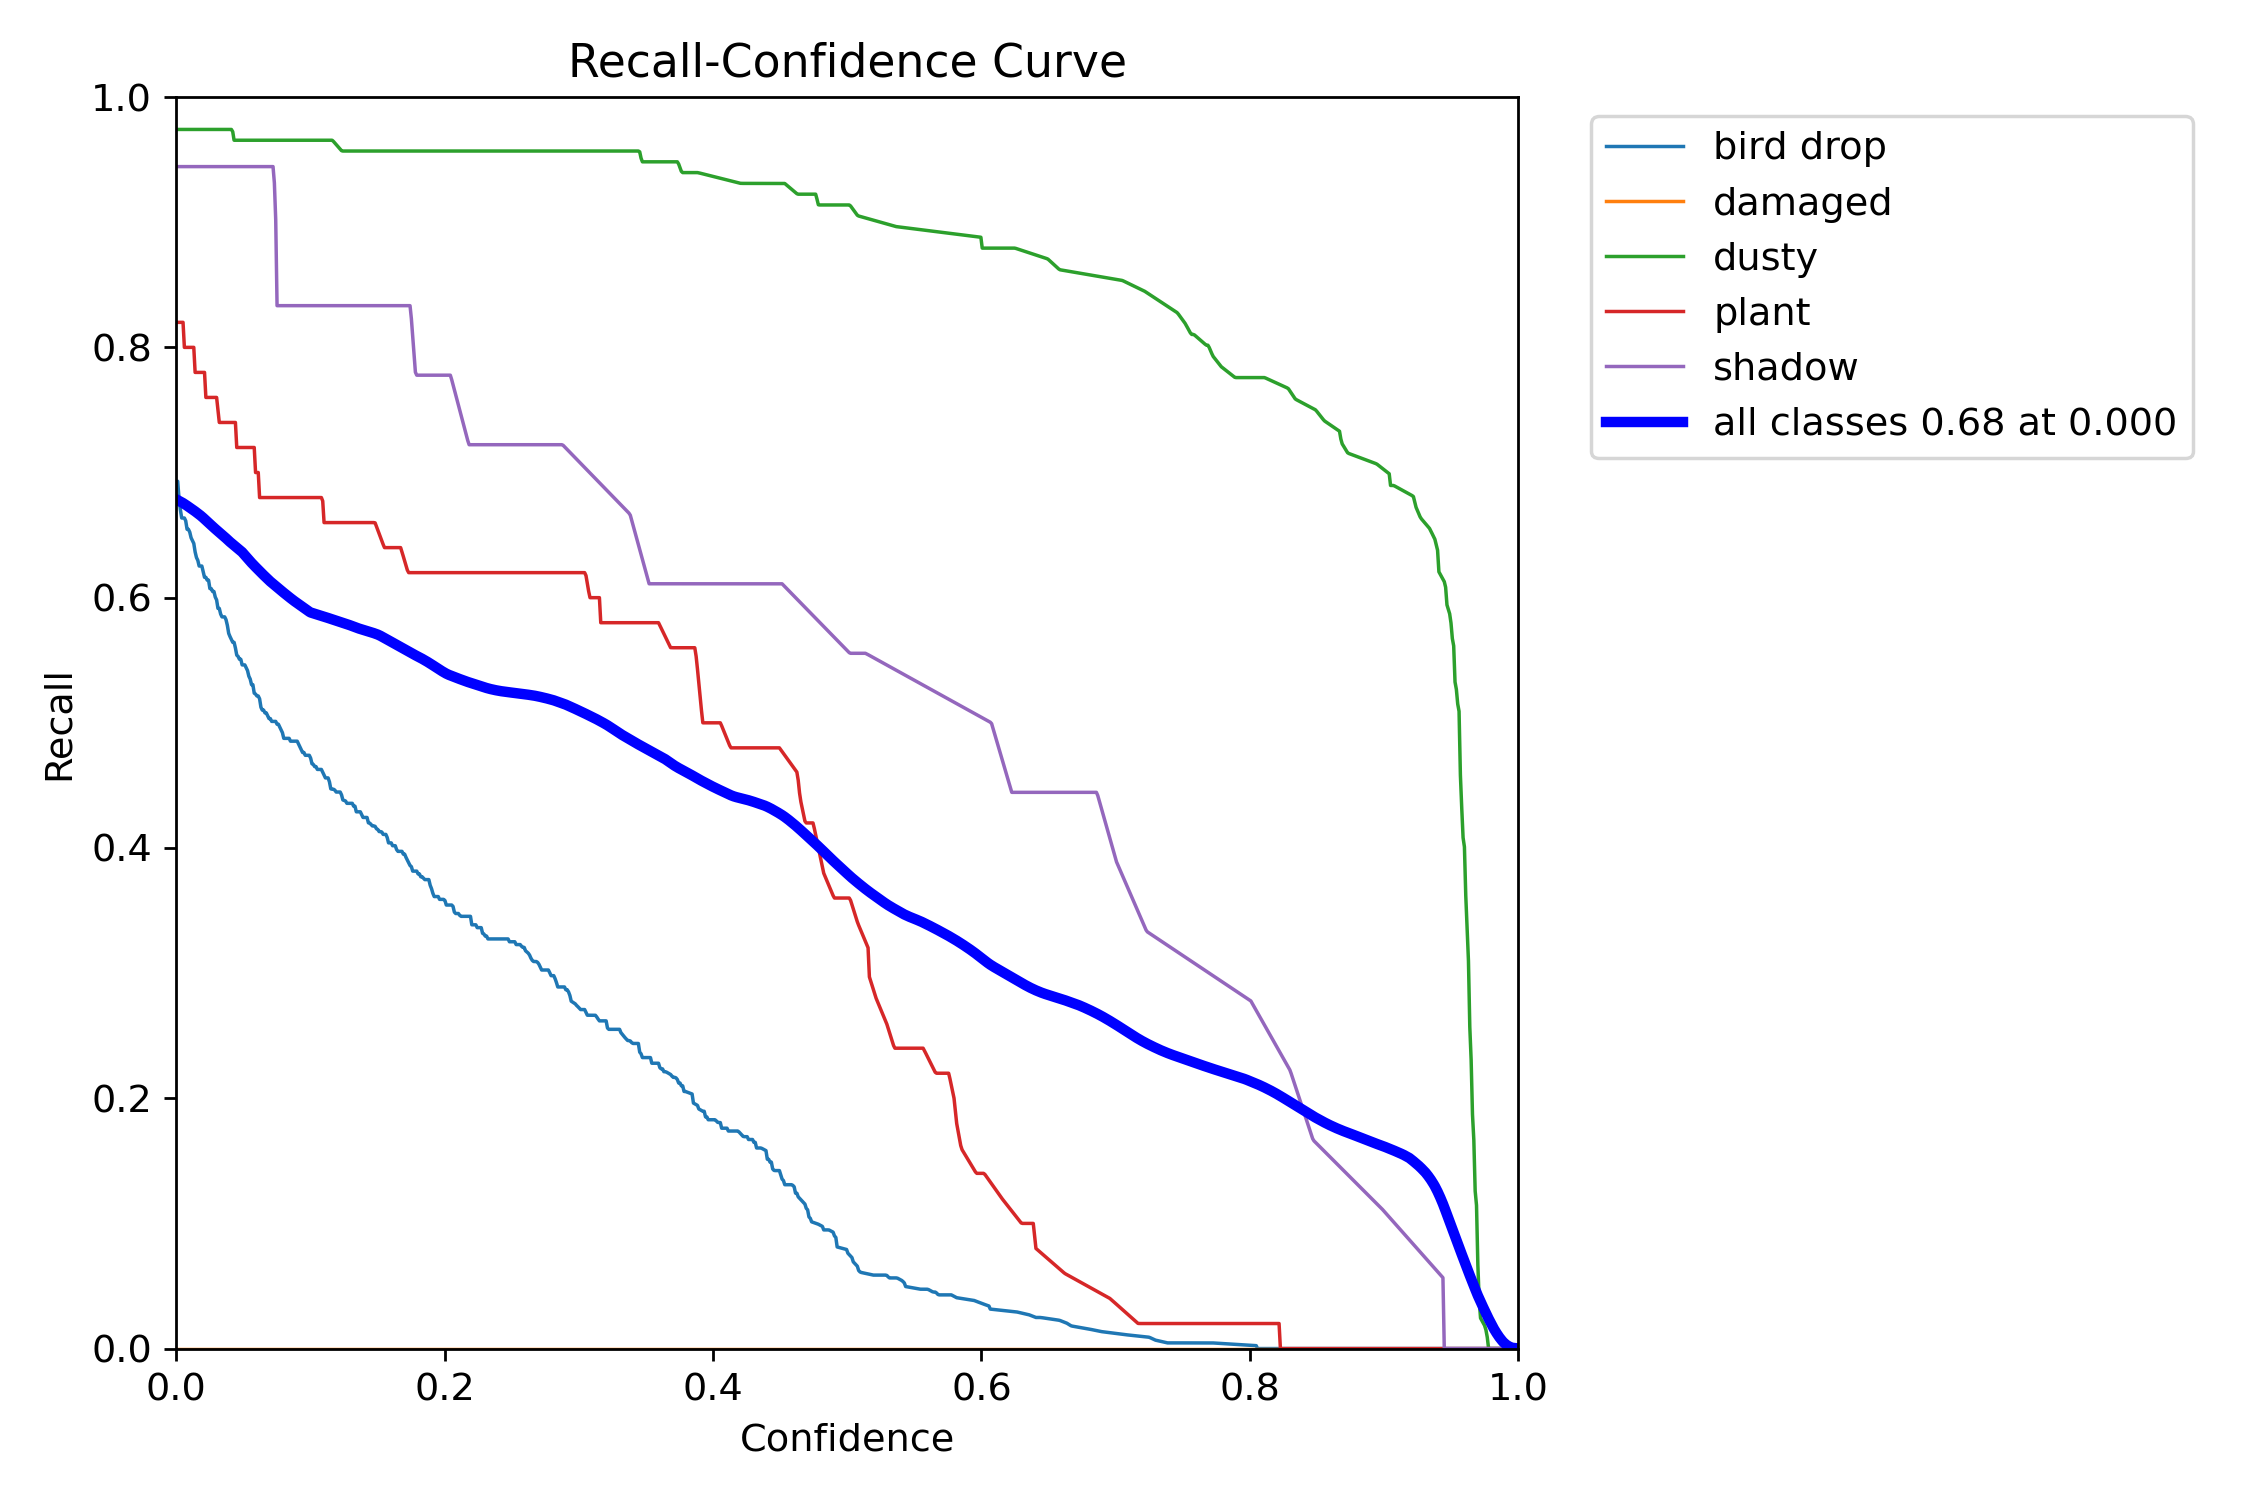 Recall-Confidence Curve
1.0
0.8
0.6
0.4
0.2
0.0
Recall
0.0 0.2 0.4 0.6 0.8 1.0
Confidence
bird drop
damaged
dusty
plant
shadow
all classes 0.68 at 0.000